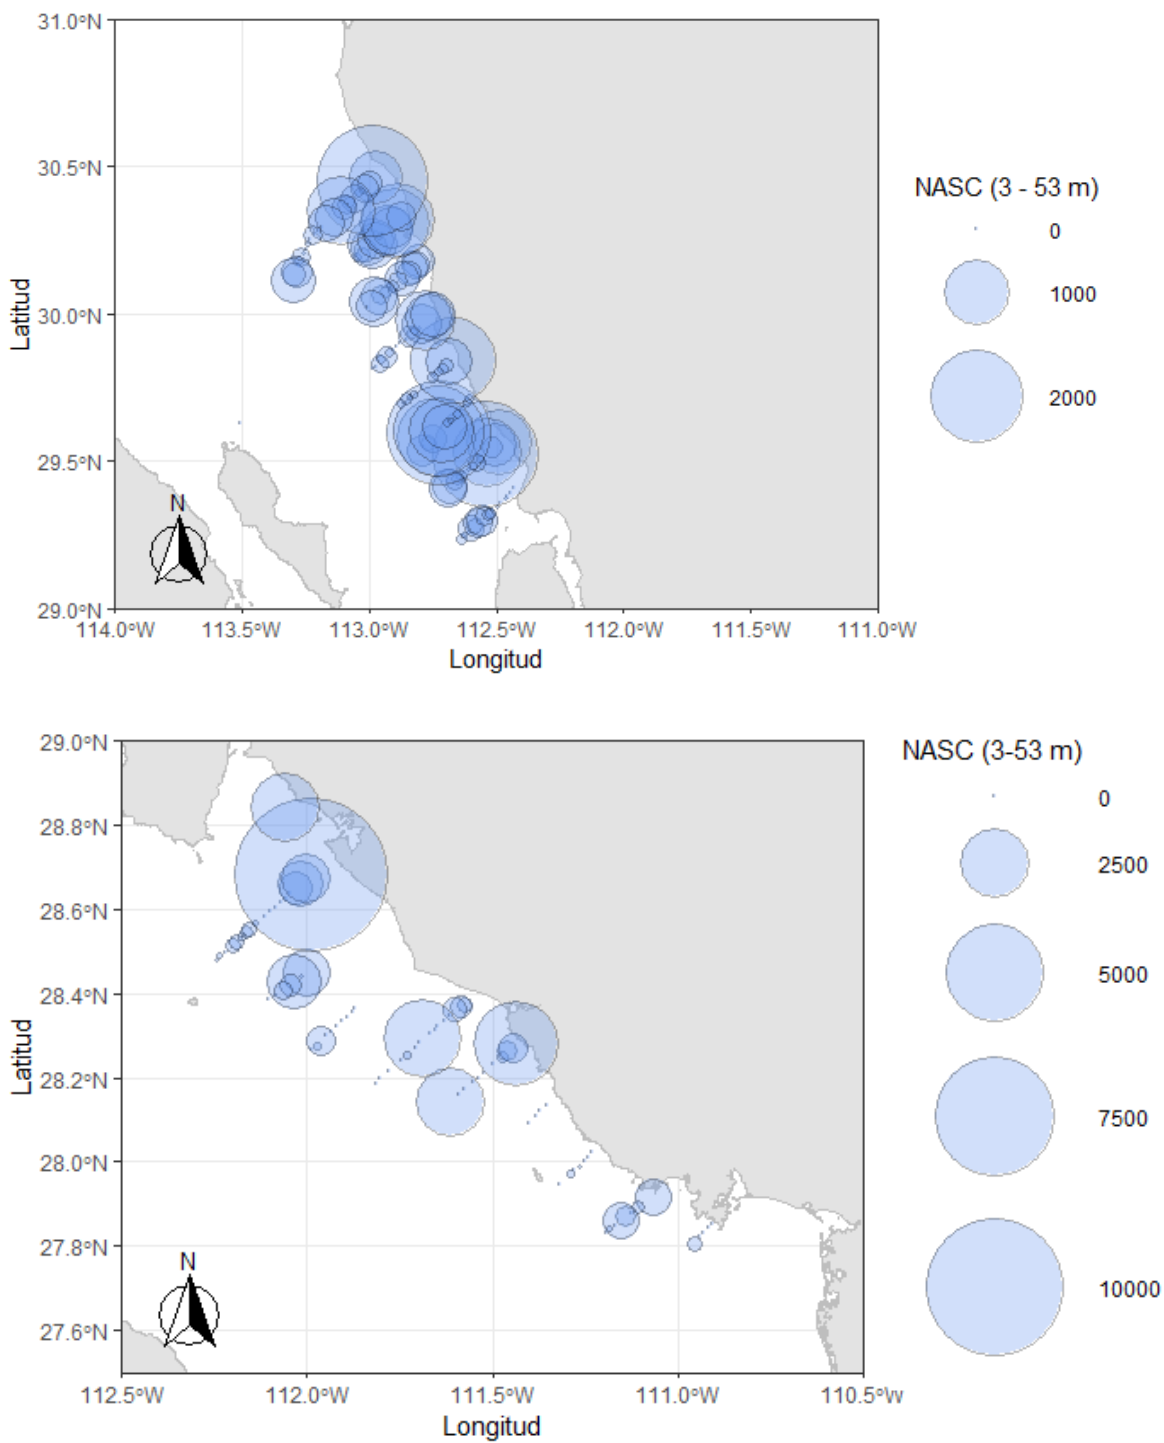 31.0°N
30.5°N
30.0°N
29.5°N
29.0°N
Latitud
N
114.0°W 113.5°W 113.0°W 112.5°W 112.0°W 111.5°W 111.0°W
Longitud
NASC (3 - 53 m)
0
1000
2000
29.0°N
28.8°N
28.6°N
28.4°N
28.2°N
28.0°N
27.8°N
27.6°N
Latitud
N
112.5°W 112.0°W 111.5°W 111.0°W 110.5°W
Longitud
NASC (3-53 m)
0
2500
5000
7500
10000